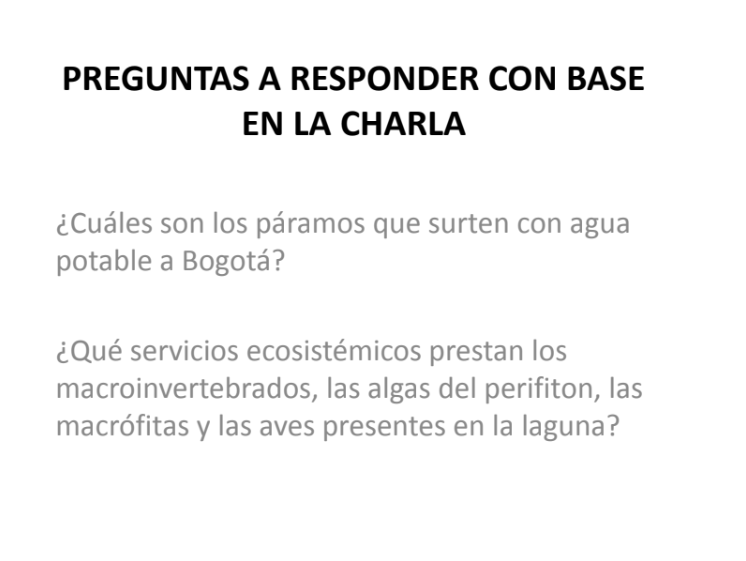 PREGUNTAS A RESPONDER CON BASE
EN LA CHARLA
¿Cuáles son los páramos que surten con agua
potable a Bogotá?
¿Qué servicios ecosistémicos prestan los
macroinvertebrados, las algas del perifiton, las
macrófitas y las aves presentes en la laguna?